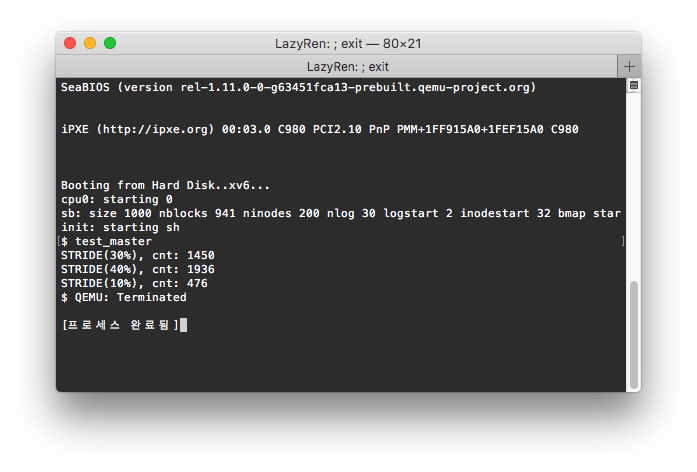 LazyRen: ; exit — 80×21
LazyRen: ; exit
SeaBIOS (version rel-1.11.0-0-g63451fca13-prebuilt.qemu-project.org)
iPXE (http://ipxe.org) 00:03.0 C980 PCI2.10 PnP PMM+1FF915A0+1FEF15A0 C980
Booting from Hard Disk..xv6...
cpu0: starting 0
sb: size 1000 nblocks 941 ninodes 200 nlog 30 logstart 2 inodestart 32 bmap star
init: starting sh
[$ test_master ]
STRIDE(30%), cnt: 1450
STRIDE(40%), cnt: 1936
STRIDE(10%), cnt: 476
$ QEMU: Terminated
[프로세스 완료됨]